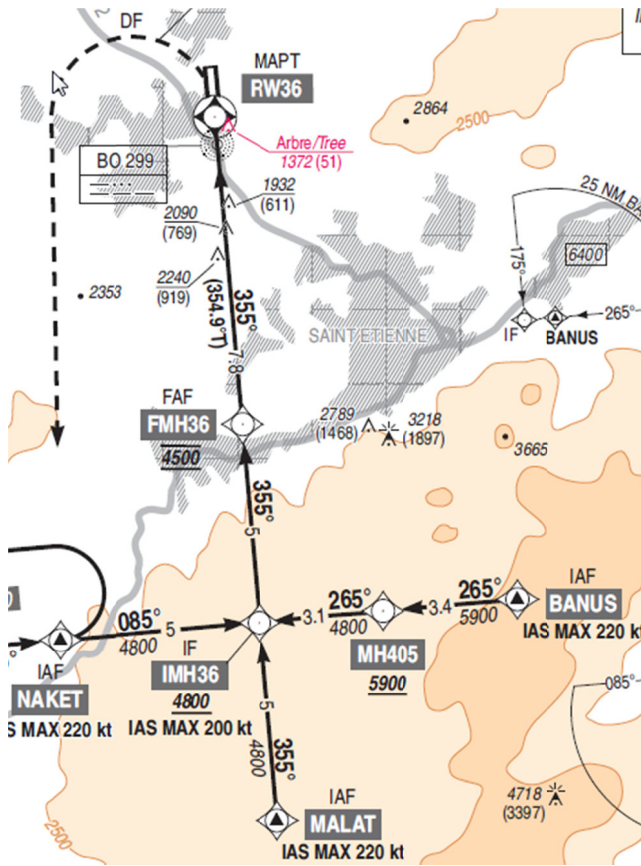 DF
MAPT
RW36
2864
2500
Arbre/Tree
1372 (51)
BO 299
1932
(611)
2090
(769)
2240
(919)
25 NM BA
6400
175°
265°
IF
BANUS
2353
355°
(354.9°T)
7.8
SAINT ETIENNE
FAF
FMH36
4500
2789
(1468)
3218
(1897)
3665
355°
5
IAF
BANUS
IAS MAX 220 kt
265°
3.4
5900
265°
3.1
4800
MH405
5900
085°
5
4800
IF
IMH36
4800
IAS MAX 200 kt
IAF
NAKET
S MAX 220 kt
355°
5
4800
IAF
MALAT
IAS MAX 220 kt
085°
4718
(3397)
2500